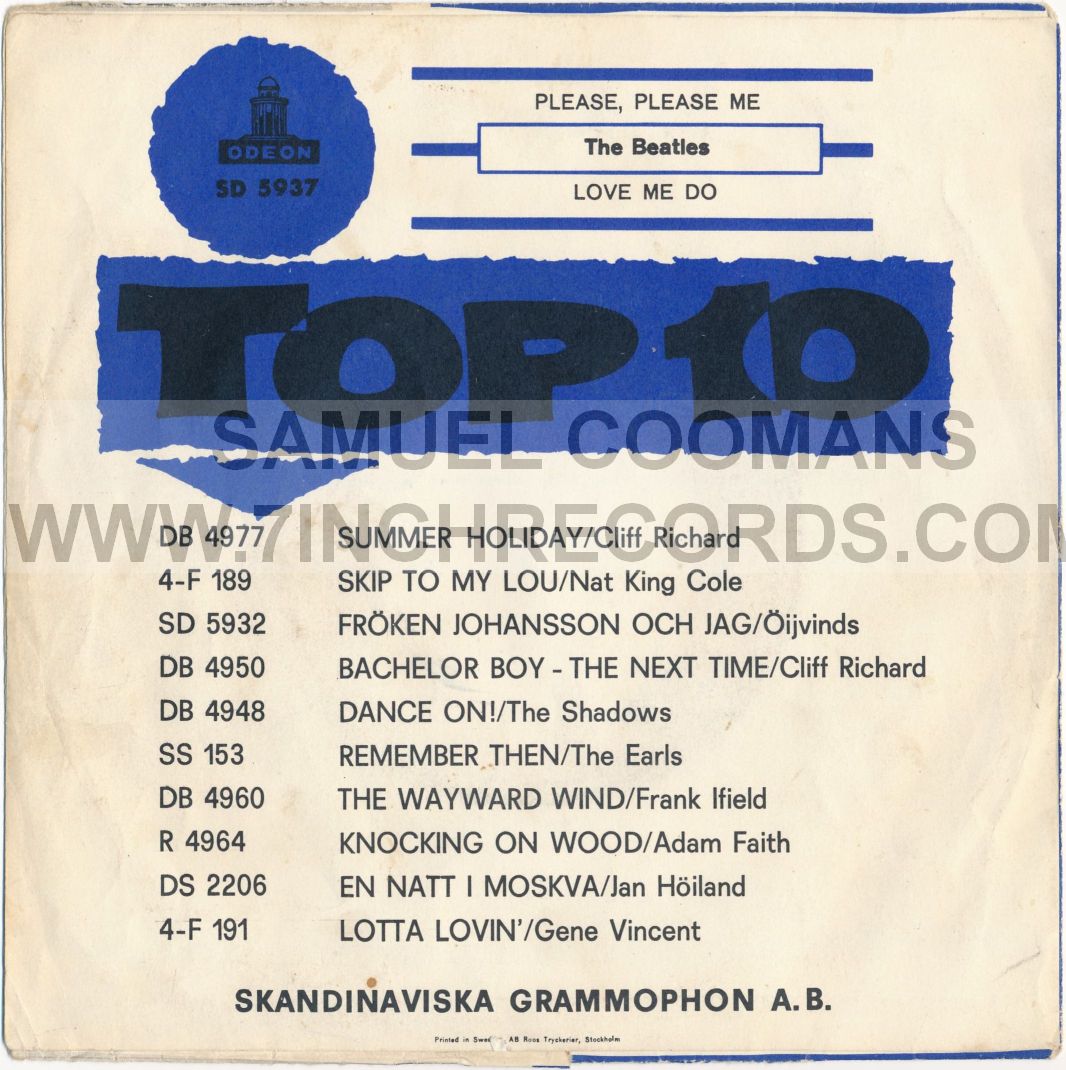 ODEON
SD 5937
PLEASE, PLEASE ME
The Beatles
LOVE ME DO
TOP 10
SAMUEL COOMANS
WWW.7INCHRECORDS.COM
DB 4977 SUMMER HOLIDAY/Cliff Richard
4-F 189 SKIP TO MY LOU/Nat King Cole
SD 5932 FRÖKEN JOHANSSON OCH JAG/Öijvinds
DB 4950 BACHELOR BOY - THE NEXT TIME/Cliff Richard
DB 4948 DANCE ON!/The Shadows
SS 153 REMEMBER THEN/The Earls
DB 4960 THE WAYWARD WIND/Frank Ifield
R 4964 KNOCKING ON WOOD/Adam Faith
DS 2206 EN NATT I MOSKVA/Jan Höiland
4-F 191 LOTTA LOVIN'/Gene Vincent
SKANDINAVISKA GRAMMOPHON A.B.
Printed in Swe AB Roos Tryckerier, Stockholm